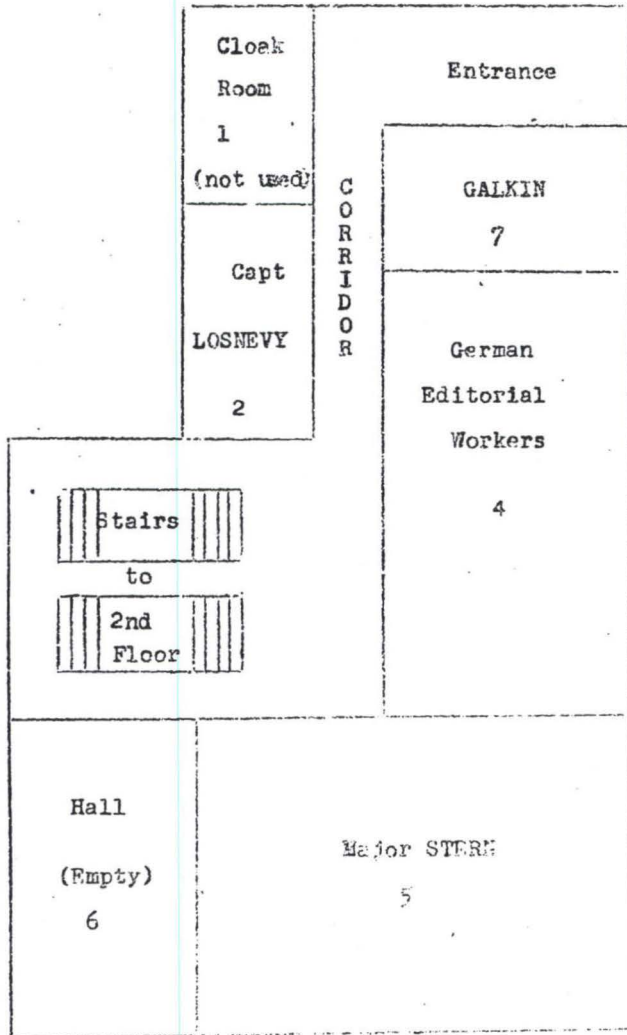 Cloak
Room
1
(not used)
Entrance
GALKIN
7
CORRIDOR
Capt
LOSNEVY
2
German
Editorial
Workers
4
Stairs
to
2nd
Floor
Hall
(Empty)
6
Major STERN
5